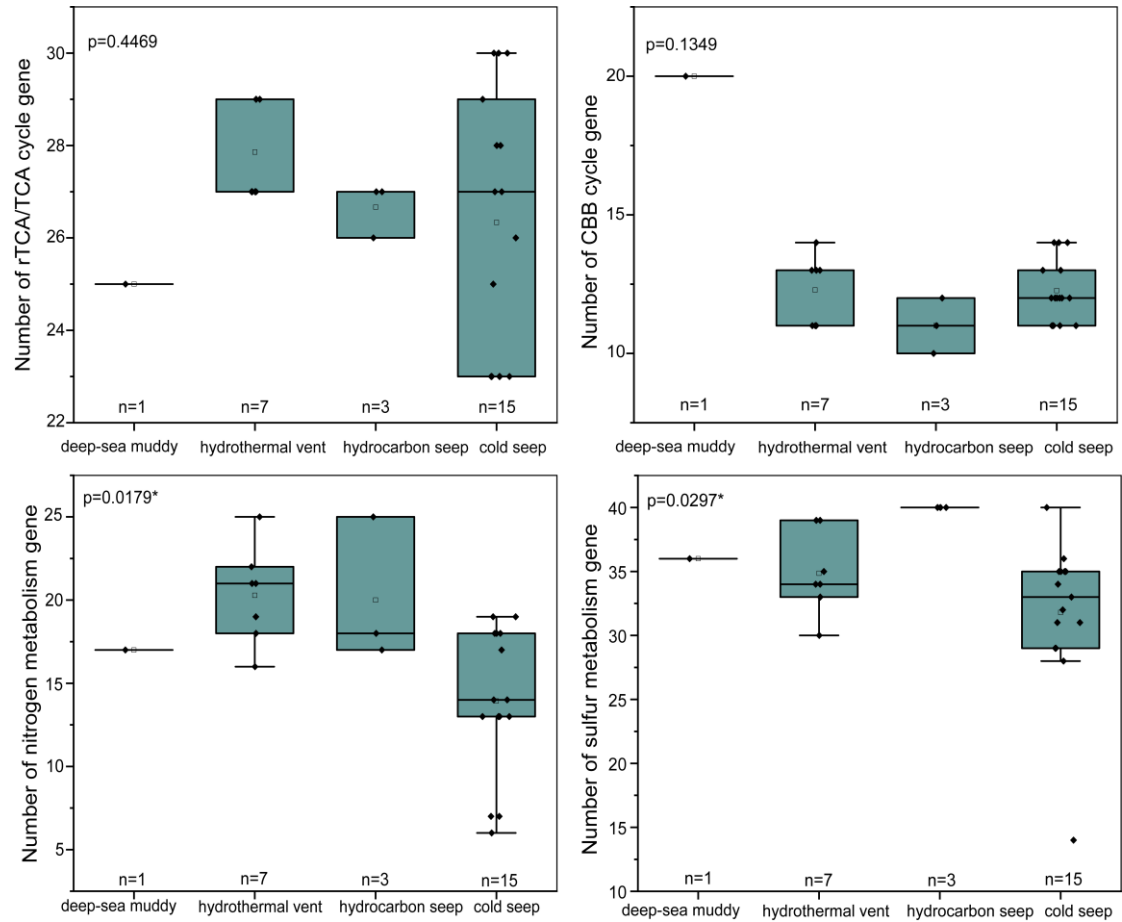 p=0.4469
Number of rTCA/TCA cycle gene
30
28
26
24
22
n=1
n=7
n=3
n=15
deep-sea muddy
hydrothermal vent
hydrocarbon seep
cold seep
p=0.1349
Number of CBB cycle gene
20
15
10
n=1
n=7
n=3
n=15
deep-sea muddy
hydrothermal vent
hydrocarbon seep
cold seep
p=0.0179*
Number of nitrogen metabolism gene
25
20
15
10
5
n=1
n=7
n=3
n=15
deep-sea muddy
hydrothermal vent
hydrocarbon seep
cold seep
p=0.0297*
Number of sulfur metabolism gene
40
35
30
25
20
15
10
n=1
n=7
n=3
n=15
deep-sea muddy
hydrothermal vent
hydrocarbon seep
cold seep